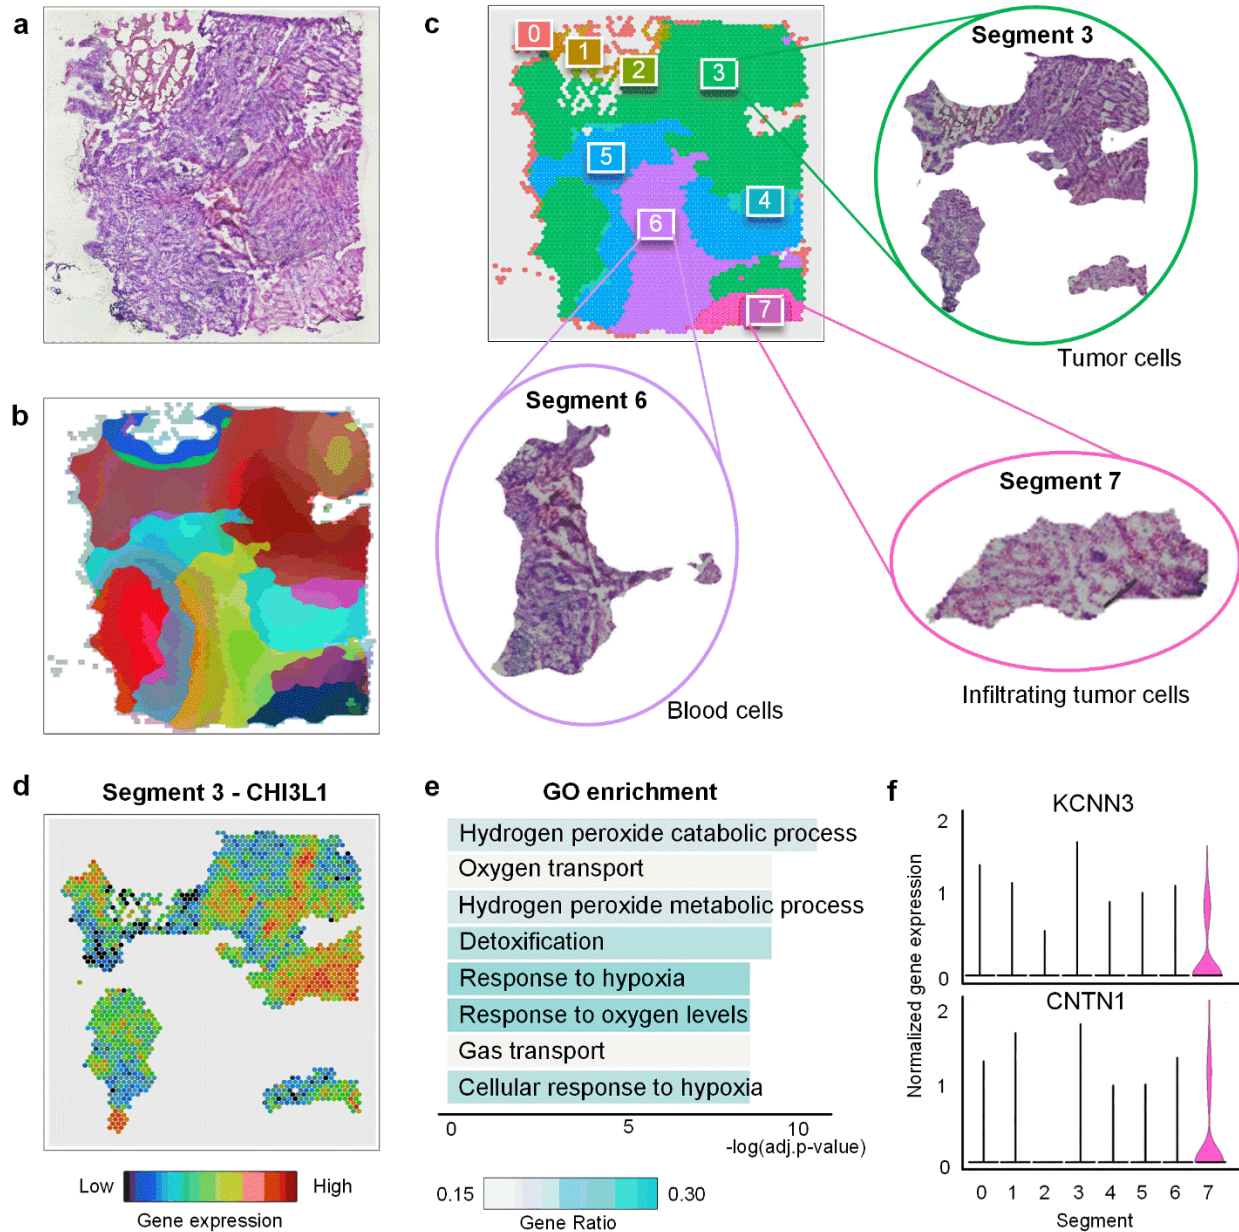 a
c
0
1
2
3
4
5
6
7
Segment 3
Tumor cells
b
Segment 6
Blood cells
Segment 7
Infiltrating tumor cells
d
Segment 3 - CHI3L1
Low
High
Gene expression
e
GO enrichment
Hydrogen peroxide catabolic process
Oxygen transport
Hydrogen peroxide metabolic process
Detoxification
Response to hypoxia
Response to oxygen levels
Gas transport
Cellular response to hypoxia
0 5 10
-log(adj.p-value)
0.15 0.30
Gene Ratio
f
KCNN3
2
1
0
CNTN1
2
1
0
Normalized gene expression
0 1 2 3 4 5 6 7
Segment